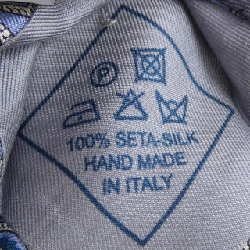 P
100% SETA-SILK
HAND MADE
IN ITALY